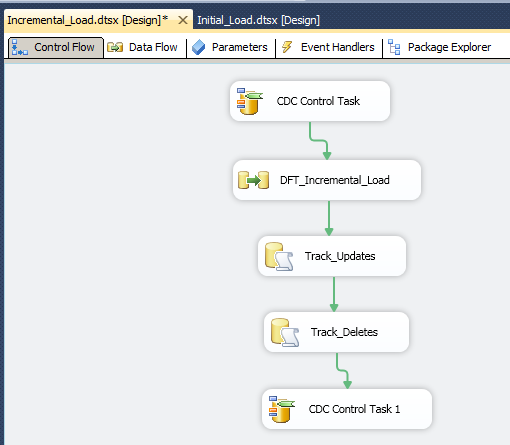 Incremental_Load.dtsx [Design]* Initial_Load.dtsx [Design]
Control Flow Data Flow Parameters Event Handlers Package Explorer
CDC Control Task
DFT_Incremental_Load
Track_Updates
Track_Deletes
CDC Control Task 1